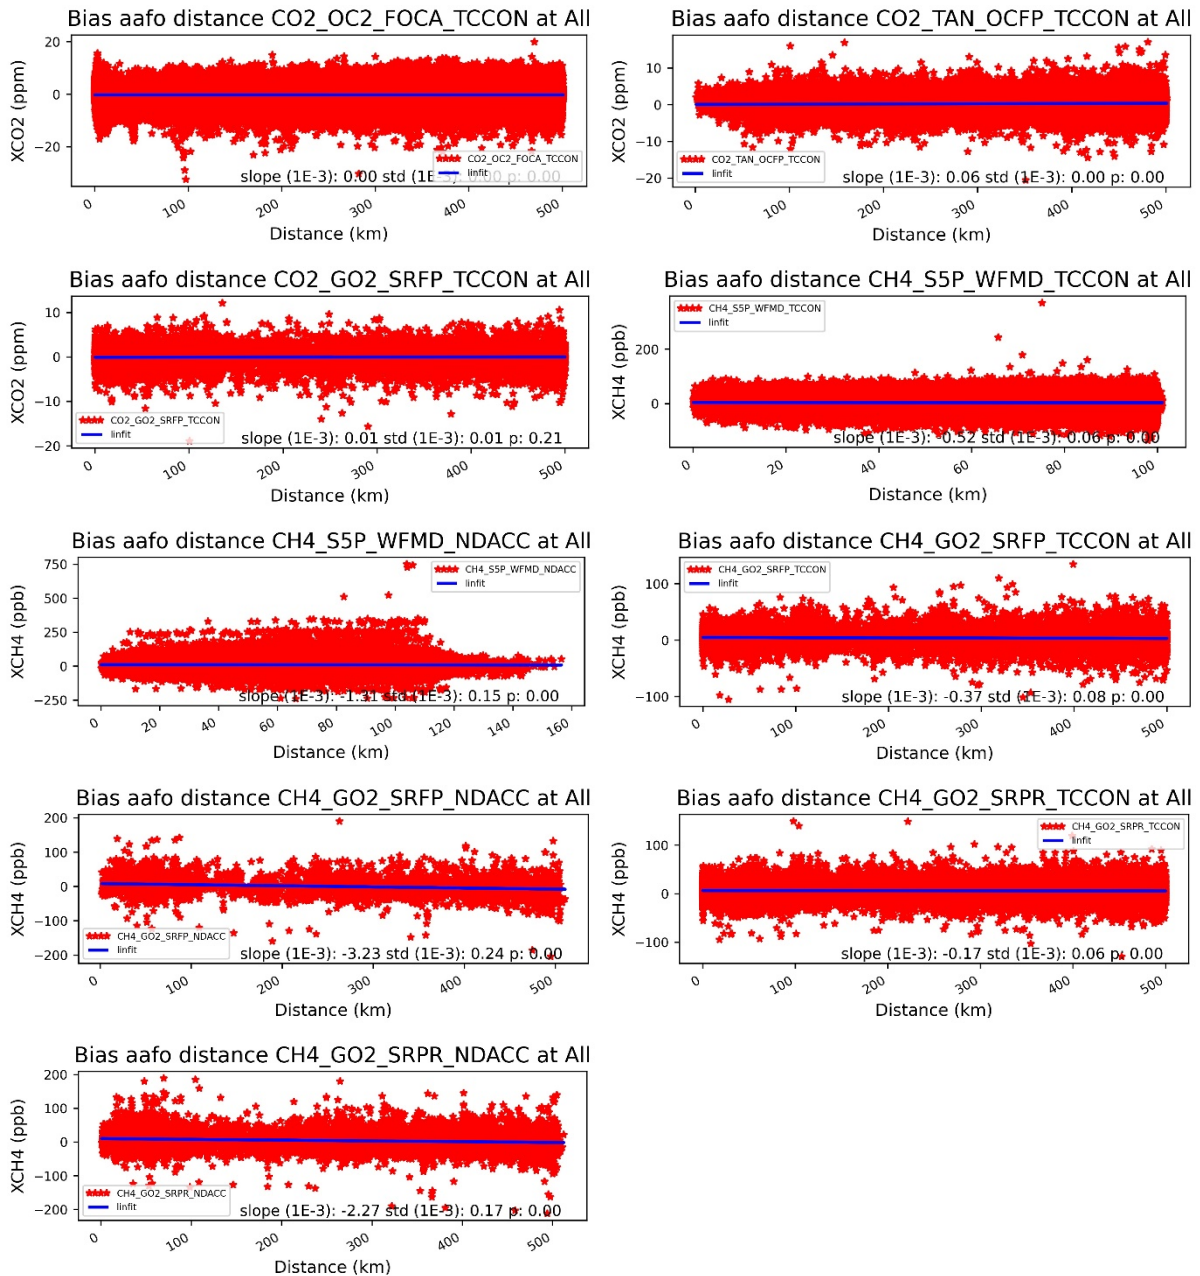 Bias aafo distance CO2_OC2_FOCA_TCCON at All
20
0
−20
XCO2 (ppm)
CO2_OC2_FOCA_TCCON
linfit
slope (1E-3): 0.00 std (1E-3): 0.00 p: 0.00
0 100 200 300 400 500
Distance (km)
Bias aafo distance CO2_TAN_OCFP_TCCON at All
10
0
−10
−20
XCO2 (ppm)
CO2_TAN_OCFP_TCCON
linfit
slope (1E-3): 0.06 std (1E-3): 0.00 p: 0.00
0 100 200 300 400 500
Distance (km)
Bias aafo distance CO2_GO2_SRFP_TCCON at All
10
0
−10
−20
XCO2 (ppm)
CO2_GO2_SRFP_TCCON
linfit
slope (1E-3): 0.01 std (1E-3): 0.01 p: 0.21
0 100 200 300 400 500
Distance (km)
Bias aafo distance CH4_S5P_WFMD_TCCON at All
200
0
XCH4 (ppb)
CH4_S5P_WFMD_TCCON
linfit
slope (1E-3): -0.52 std (1E-3): 0.06 p: 0.00
0 20 40 60 80 100
Distance (km)
Bias aafo distance CH4_S5P_WFMD_NDACC at All
750
500
250
0
−250
XCH4 (ppb)
CH4_S5P_WFMD_NDACC
linfit
slope (1E-3): -1.31 std (1E-3): 0.15 p: 0.00
0 20 40 60 80 100 120 140 160
Distance (km)
Bias aafo distance CH4_GO2_SRFP_TCCON at All
100
0
−100
XCH4 (ppb)
CH4_GO2_SRFP_TCCON
linfit
slope (1E-3): -0.37 std (1E-3): 0.08 p: 0.00
0 100 200 300 400 500
Distance (km)
Bias aafo distance CH4_GO2_SRFP_NDACC at All
200
100
0
−100
−200
XCH4 (ppb)
CH4_GO2_SRFP_NDACC
linfit
slope (1E-3): -3.23 std (1E-3): 0.24 p: 0.00
0 100 200 300 400 500
Distance (km)
Bias aafo distance CH4_GO2_SRPR_TCCON at All
100
0
−100
XCH4 (ppb)
CH4_GO2_SRPR_TCCON
linfit
slope (1E-3): -0.17 std (1E-3): 0.06 p: 0.00
0 100 200 300 400 500
Distance (km)
Bias aafo distance CH4_GO2_SRPR_NDACC at All
200
100
0
−100
−200
XCH4 (ppb)
CH4_GO2_SRPR_NDACC
linfit
slope (1E-3): -2.27 std (1E-3): 0.17 p: 0.00
0 100 200 300 400 500
Distance (km)